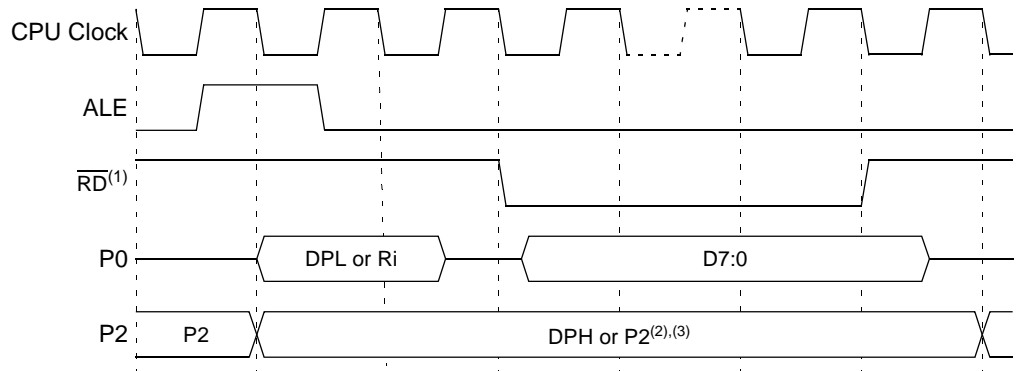 CPU Clock
ALE
RD(1)
P0 DPL or Ri D7:0
P2 P2 DPH or P2(2),(3)